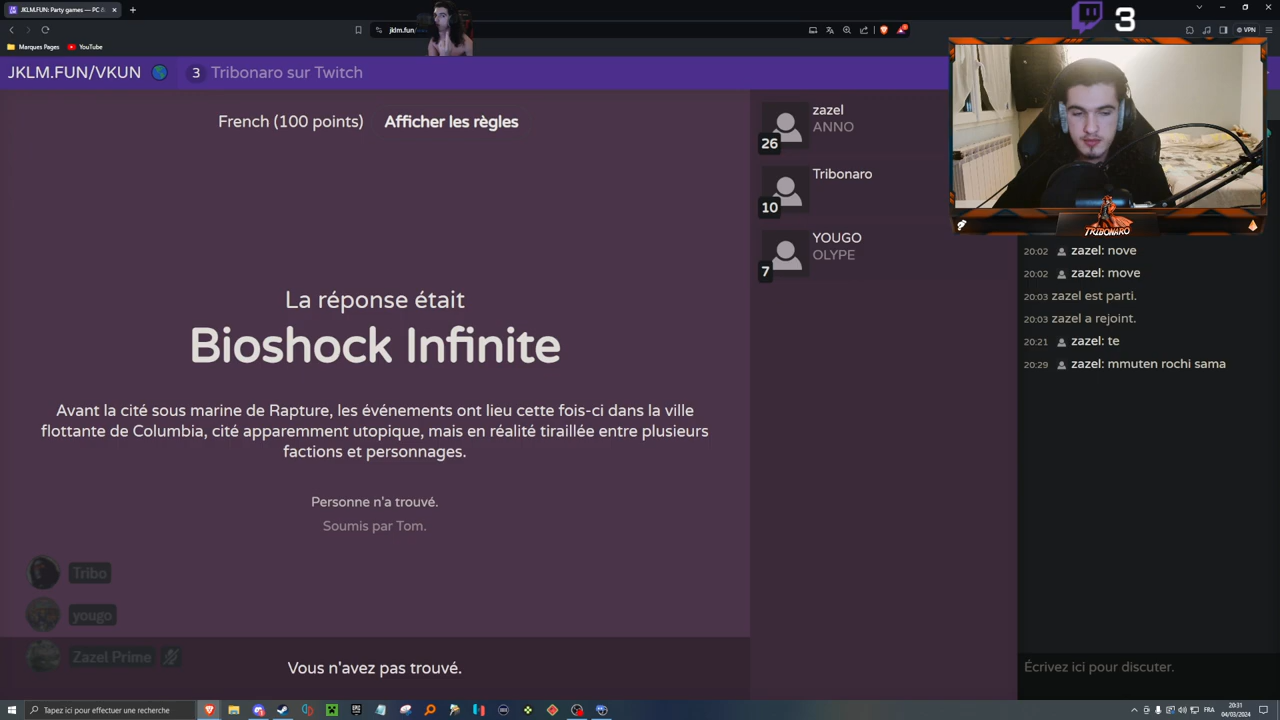 JKLM.FUN: Party games — PC &
3
jklm.fun/
VPN
Marques Pages
YouTube
JKLM.FUN/VKUN
3
Tribonaro sur Twitch
French (100 points)
Afficher les règles
zazel
ANNO
26
Tribonaro
10
YOUGO
OLYPE
7
TRIBONARO
La réponse était
Bioshock Infinite
Avant la cité sous marine de Rapture, les événements ont lieu cette fois-ci dans la ville
flottante de Columbia, cité apparemment utopique, mais en réalité tiraillée entre plusieurs
factions et personnages.
Personne n'a trouvé.
Soumis par Tom.
Tribo
yougo
Zazel Prime
Vous n'avez pas trouvé.
20:02 zazel: nove
20:02 zazel: move
20:03 zazel est parti.
20:03 zazel a rejoint.
20:21 zazel: te
20:29 zazel: mmuten rochi sama
Écrivez ici pour discuter.
Tapez ici pour effectuer une recherche
FRA
20:31
04/03/2024